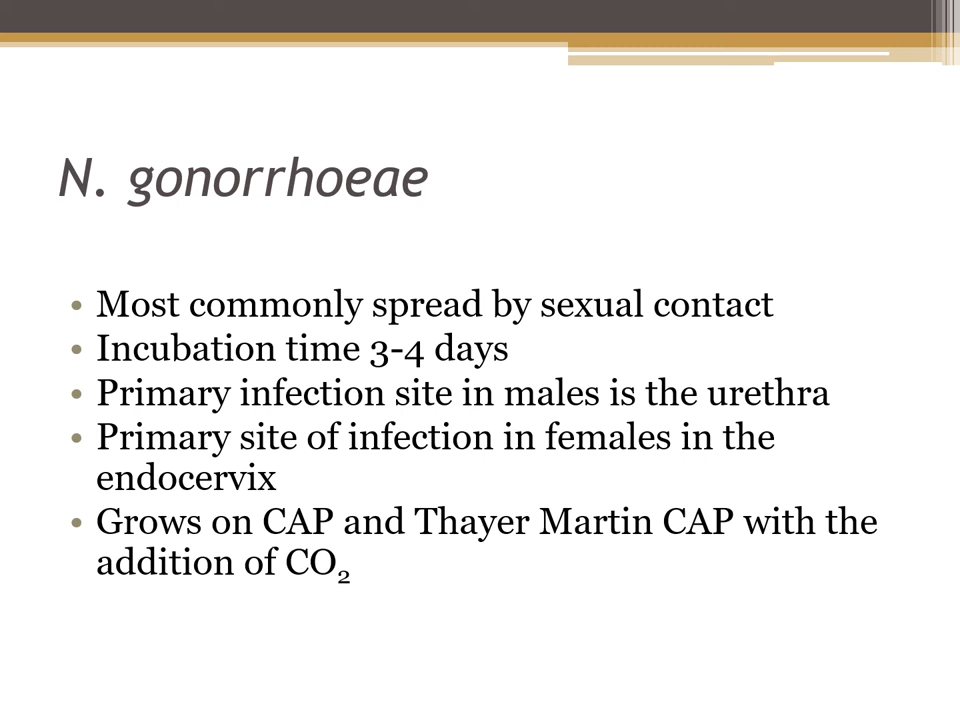 N. gonorrhoeae
• Most commonly spread by sexual contact
• Incubation time 3-4 days
• Primary infection site in males is the urethra
• Primary site of infection in females in the
endocervix
• Grows on CAP and Thayer Martin CAP with the
addition of CO₂